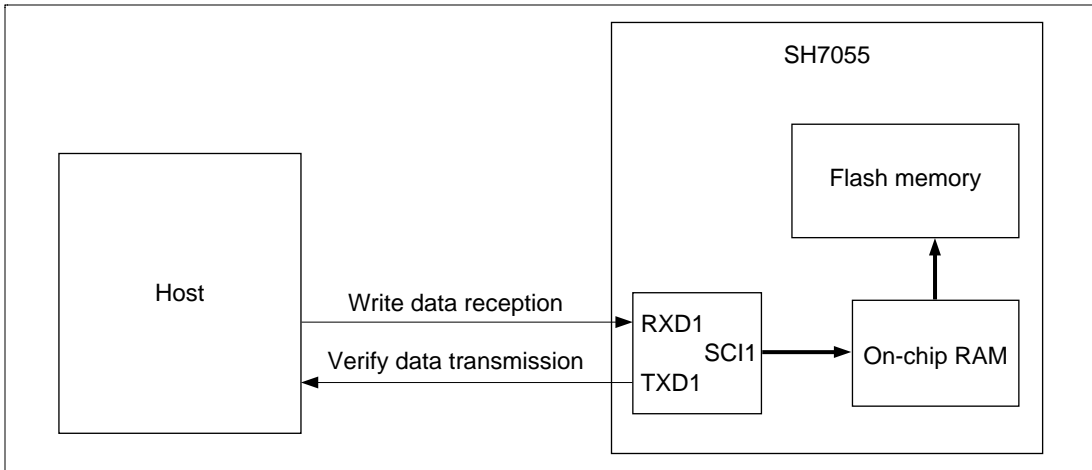 SH7055
Flash memory
Host
Write data reception
RXD1
SCI1
On-chip RAM
Verify data transmission
TXD1